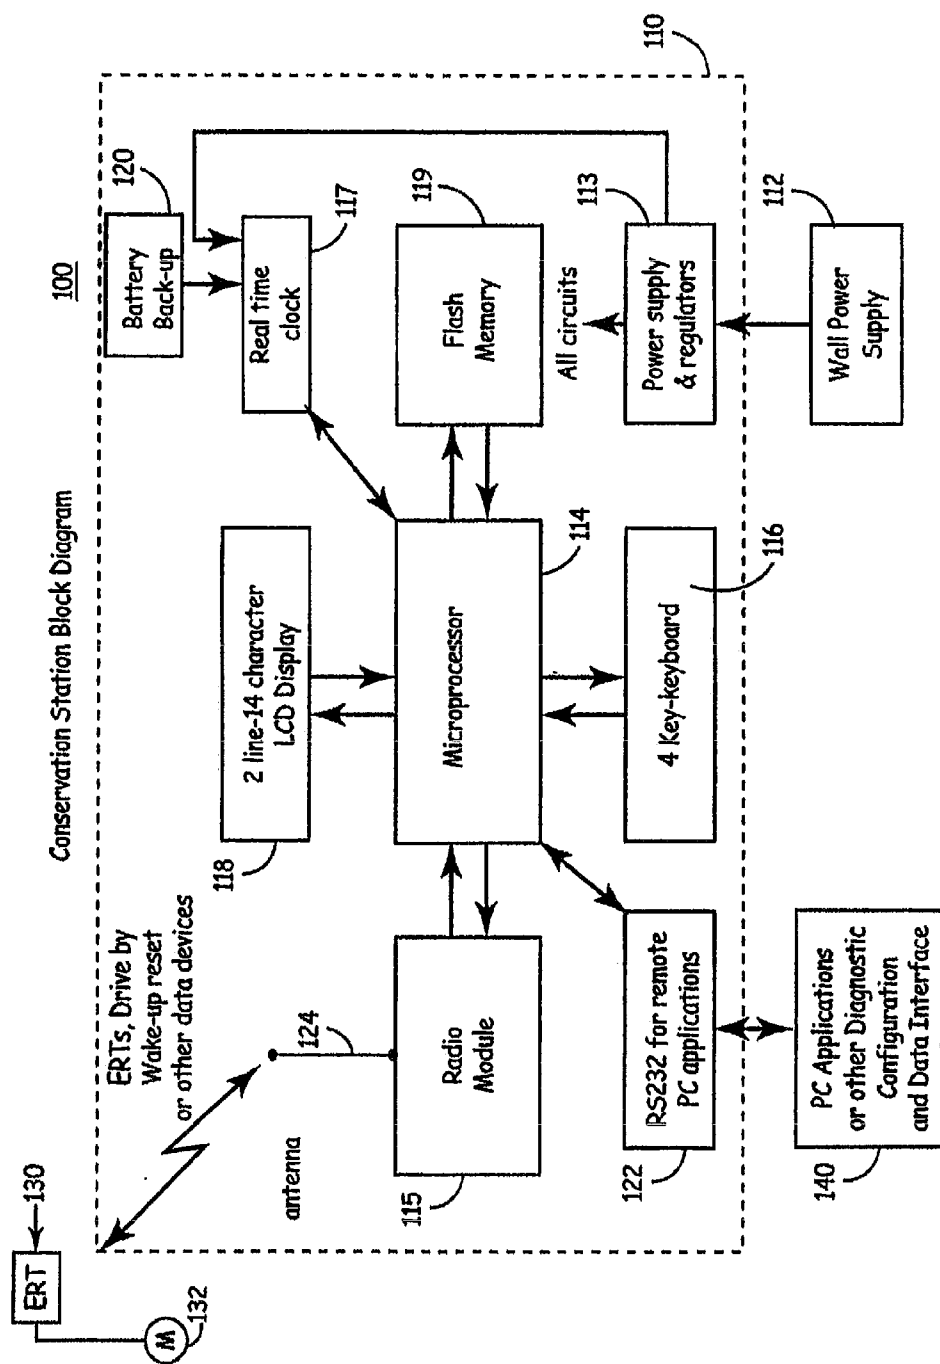 Conservation Station Block Diagram
100
ERT
130
M
132
ERTs, Drive by
Wake-up reset
or other data devices
antenna
124
118
2 line-14 character
LCD Display
Battery
Back-up
120
Real time
clock
117
115
Radio
Module
Microprocessor
114
Flash
Memory
119
All circuits
122
RS232 for remote
PC applications
4 Key-keyboard
116
Power supply
& regulators
113
110
140
PC Applications
or other Diagnostic
Configuration
and Data Interface
Wall Power
Supply
112